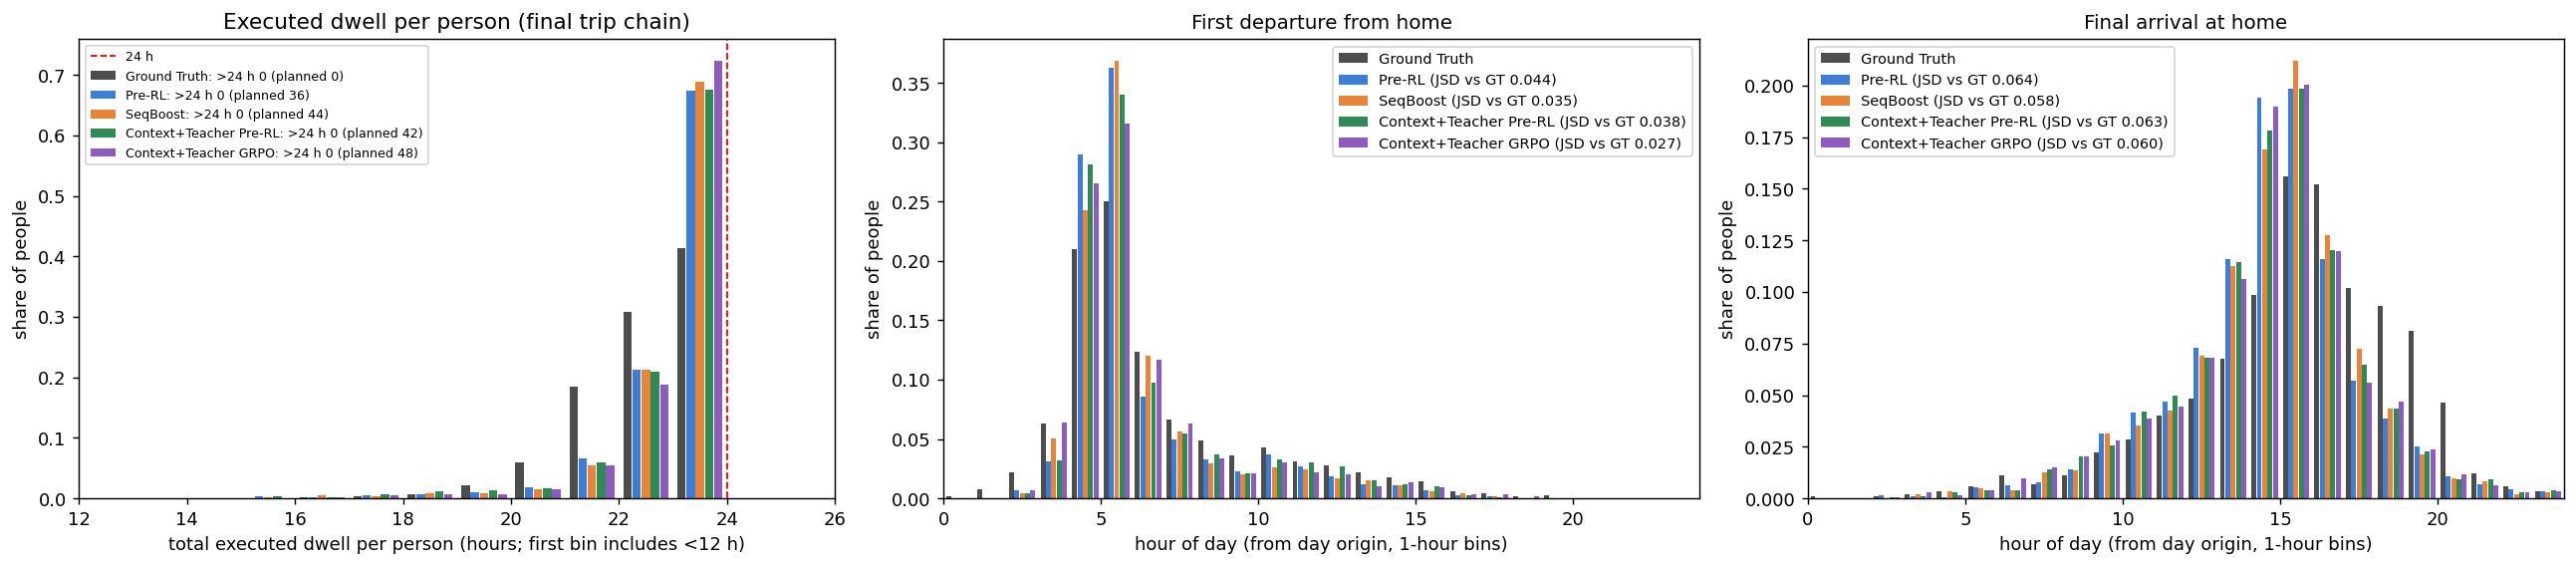 Executed dwell per person (final trip chain)
share of people
0.7
0.6
0.5
0.4
0.3
0.2
0.1
0.0
24 h
Ground Truth: >24 h 0 (planned 0)
Pre-RL: >24 h 0 (planned 36)
SeqBoost: >24 h 0 (planned 44)
Context+Teacher Pre-RL: >24 h 0 (planned 42)
Context+Teacher GRPO: >24 h 0 (planned 48)
12 14 16 18 20 22 24 26
total executed dwell per person (hours; first bin includes <12 h)
First departure from home
share of people
0.35
0.30
0.25
0.20
0.15
0.10
0.05
0.00
Ground Truth
Pre-RL (JSD vs GT 0.044)
SeqBoost (JSD vs GT 0.035)
Context+Teacher Pre-RL (JSD vs GT 0.038)
Context+Teacher GRPO (JSD vs GT 0.027)
0 5 10 15 20
hour of day (from day origin, 1-hour bins)
Final arrival at home
share of people
0.200
0.175
0.150
0.125
0.100
0.075
0.050
0.025
0.000
Ground Truth
Pre-RL (JSD vs GT 0.064)
SeqBoost (JSD vs GT 0.058)
Context+Teacher Pre-RL (JSD vs GT 0.063)
Context+Teacher GRPO (JSD vs GT 0.060)
0 5 10 15 20
hour of day (from day origin, 1-hour bins)